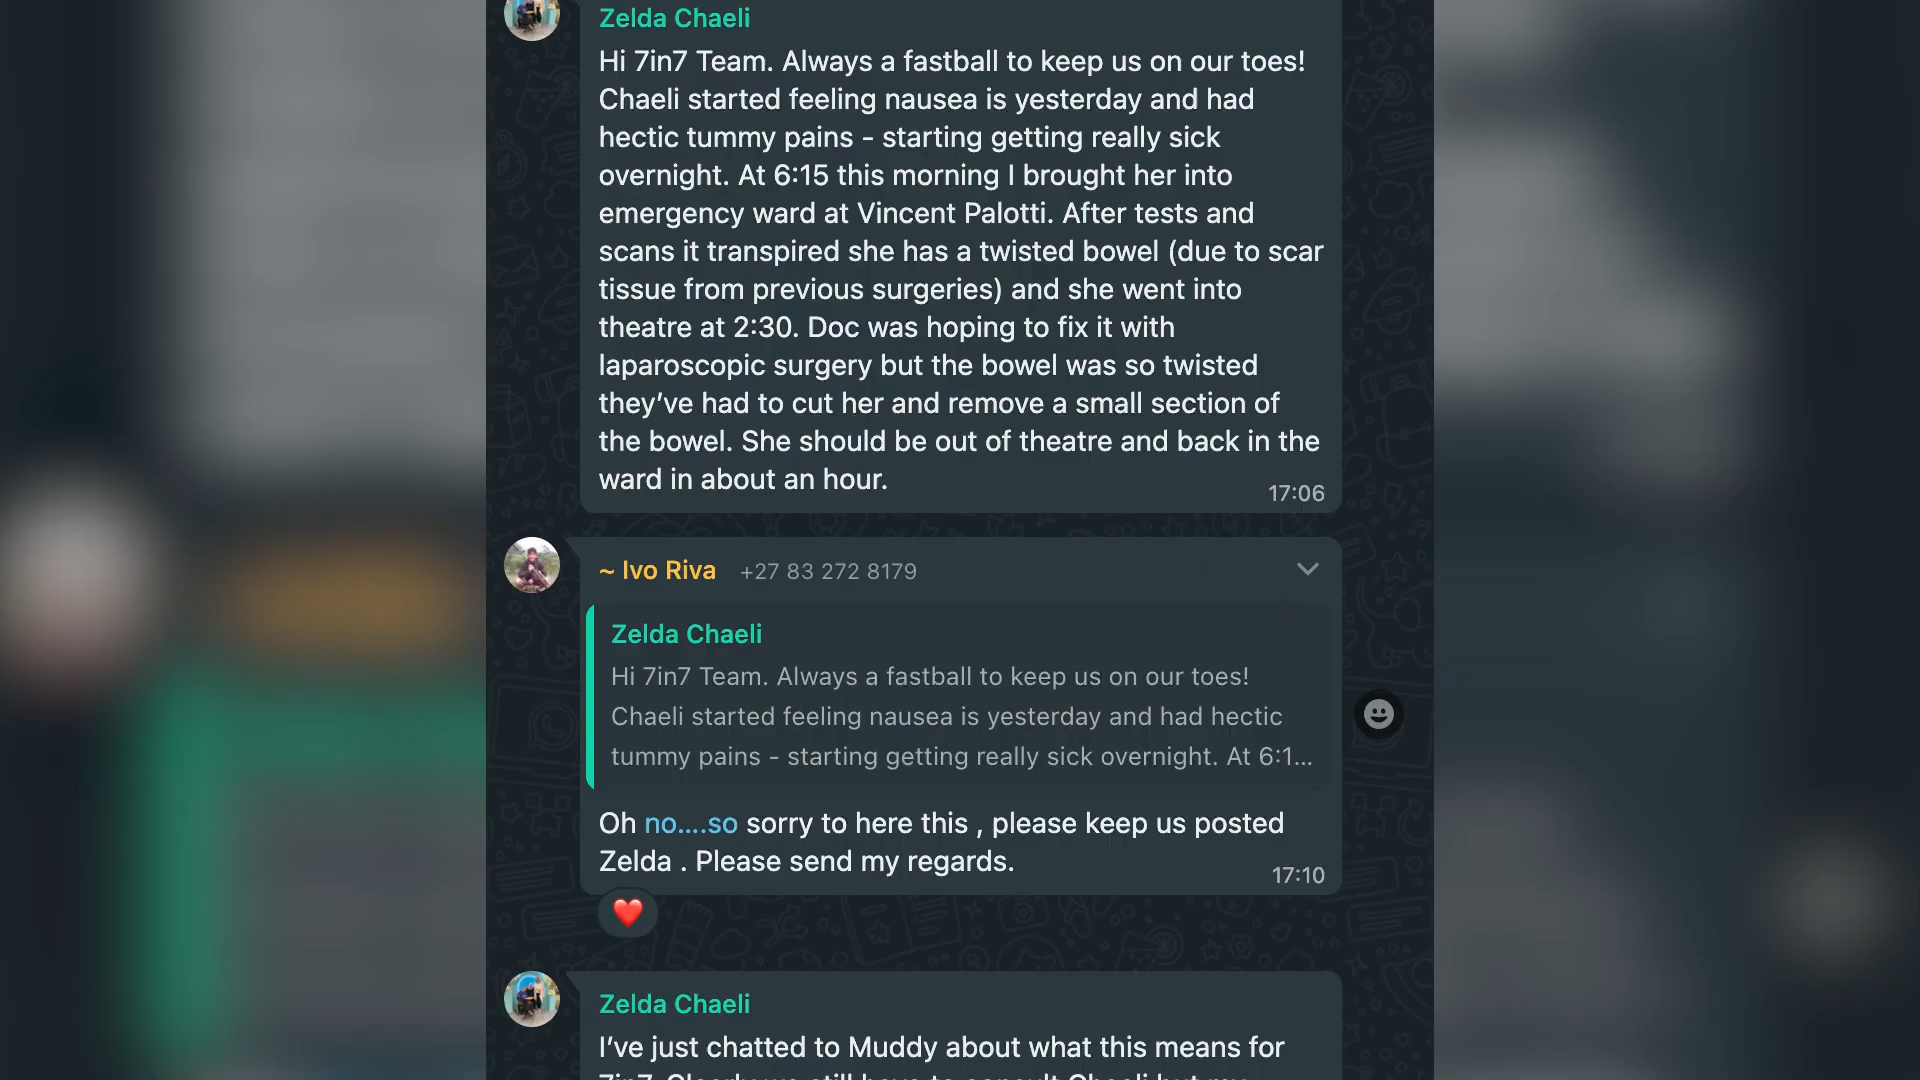 Zelda Chaeli
Hi 7in7 Team. Always a fastball to keep us on our toes!
Chaeli started feeling nausea is yesterday and had
hectic tummy pains - starting getting really sick
overnight. At 6:15 this morning I brought her into
emergency ward at Vincent Palotti. After tests and
scans it transpired she has a twisted bowel (due to scar
tissue from previous surgeries) and she went into
theatre at 2:30. Doc was hoping to fix it with
laparoscopic surgery but the bowel was so twisted
they’ve had to cut her and remove a small section of
the bowel. She should be out of theatre and back in the
ward in about an hour.
17:06
~ Ivo Riva +27 83 272 8179
Zelda Chaeli
Hi 7in7 Team. Always a fastball to keep us on our toes!
Chaeli started feeling nausea is yesterday and had hectic
tummy pains - starting getting really sick overnight. At 6:1...
Oh no....so sorry to here this , please keep us posted
Zelda . Please send my regards.
17:10
Zelda Chaeli
I’ve just chatted to Muddy about what this means for